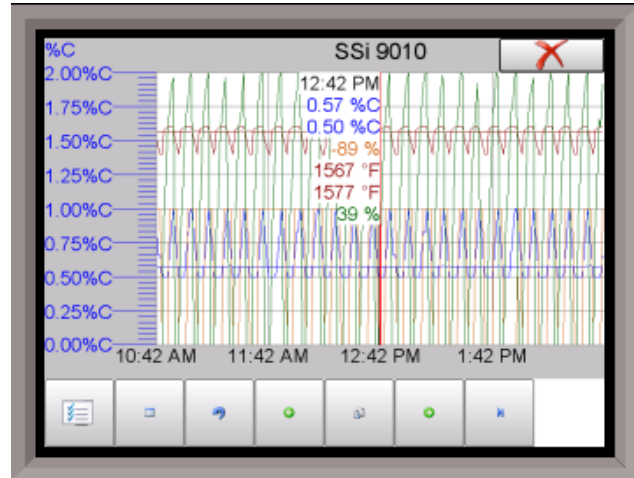 %C
SSi 9010
2.00%C
1.75%C
1.50%C
1.25%C
1.00%C
0.75%C
0.50%C
0.25%C
0.00%C
12:42 PM
0.57 %C
0.50 %C
-89 %
1567 °F
1577 °F
39 %
10:42 AM 11:42 AM 12:42 PM 1:42 PM